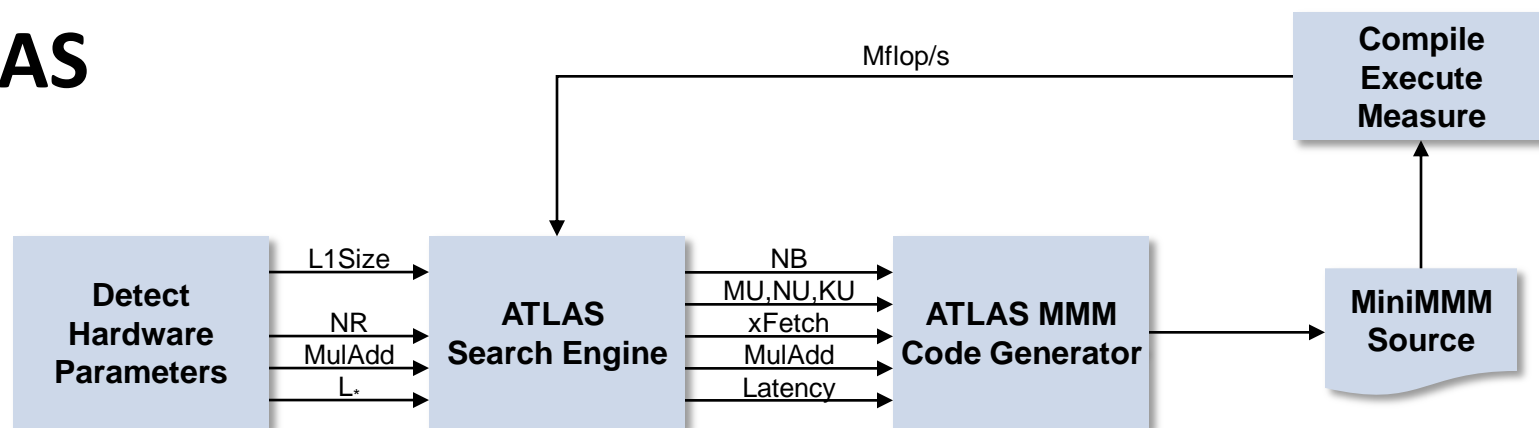 AS
Mflop/s
Compile
Execute
Measure
Detect
Hardware
Parameters
L1Size
NR
MulAdd
L*
ATLAS
Search Engine
NB
MU,NU,KU
xFetch
MulAdd
Latency
ATLAS MMM
Code Generator
MiniMMM
Source